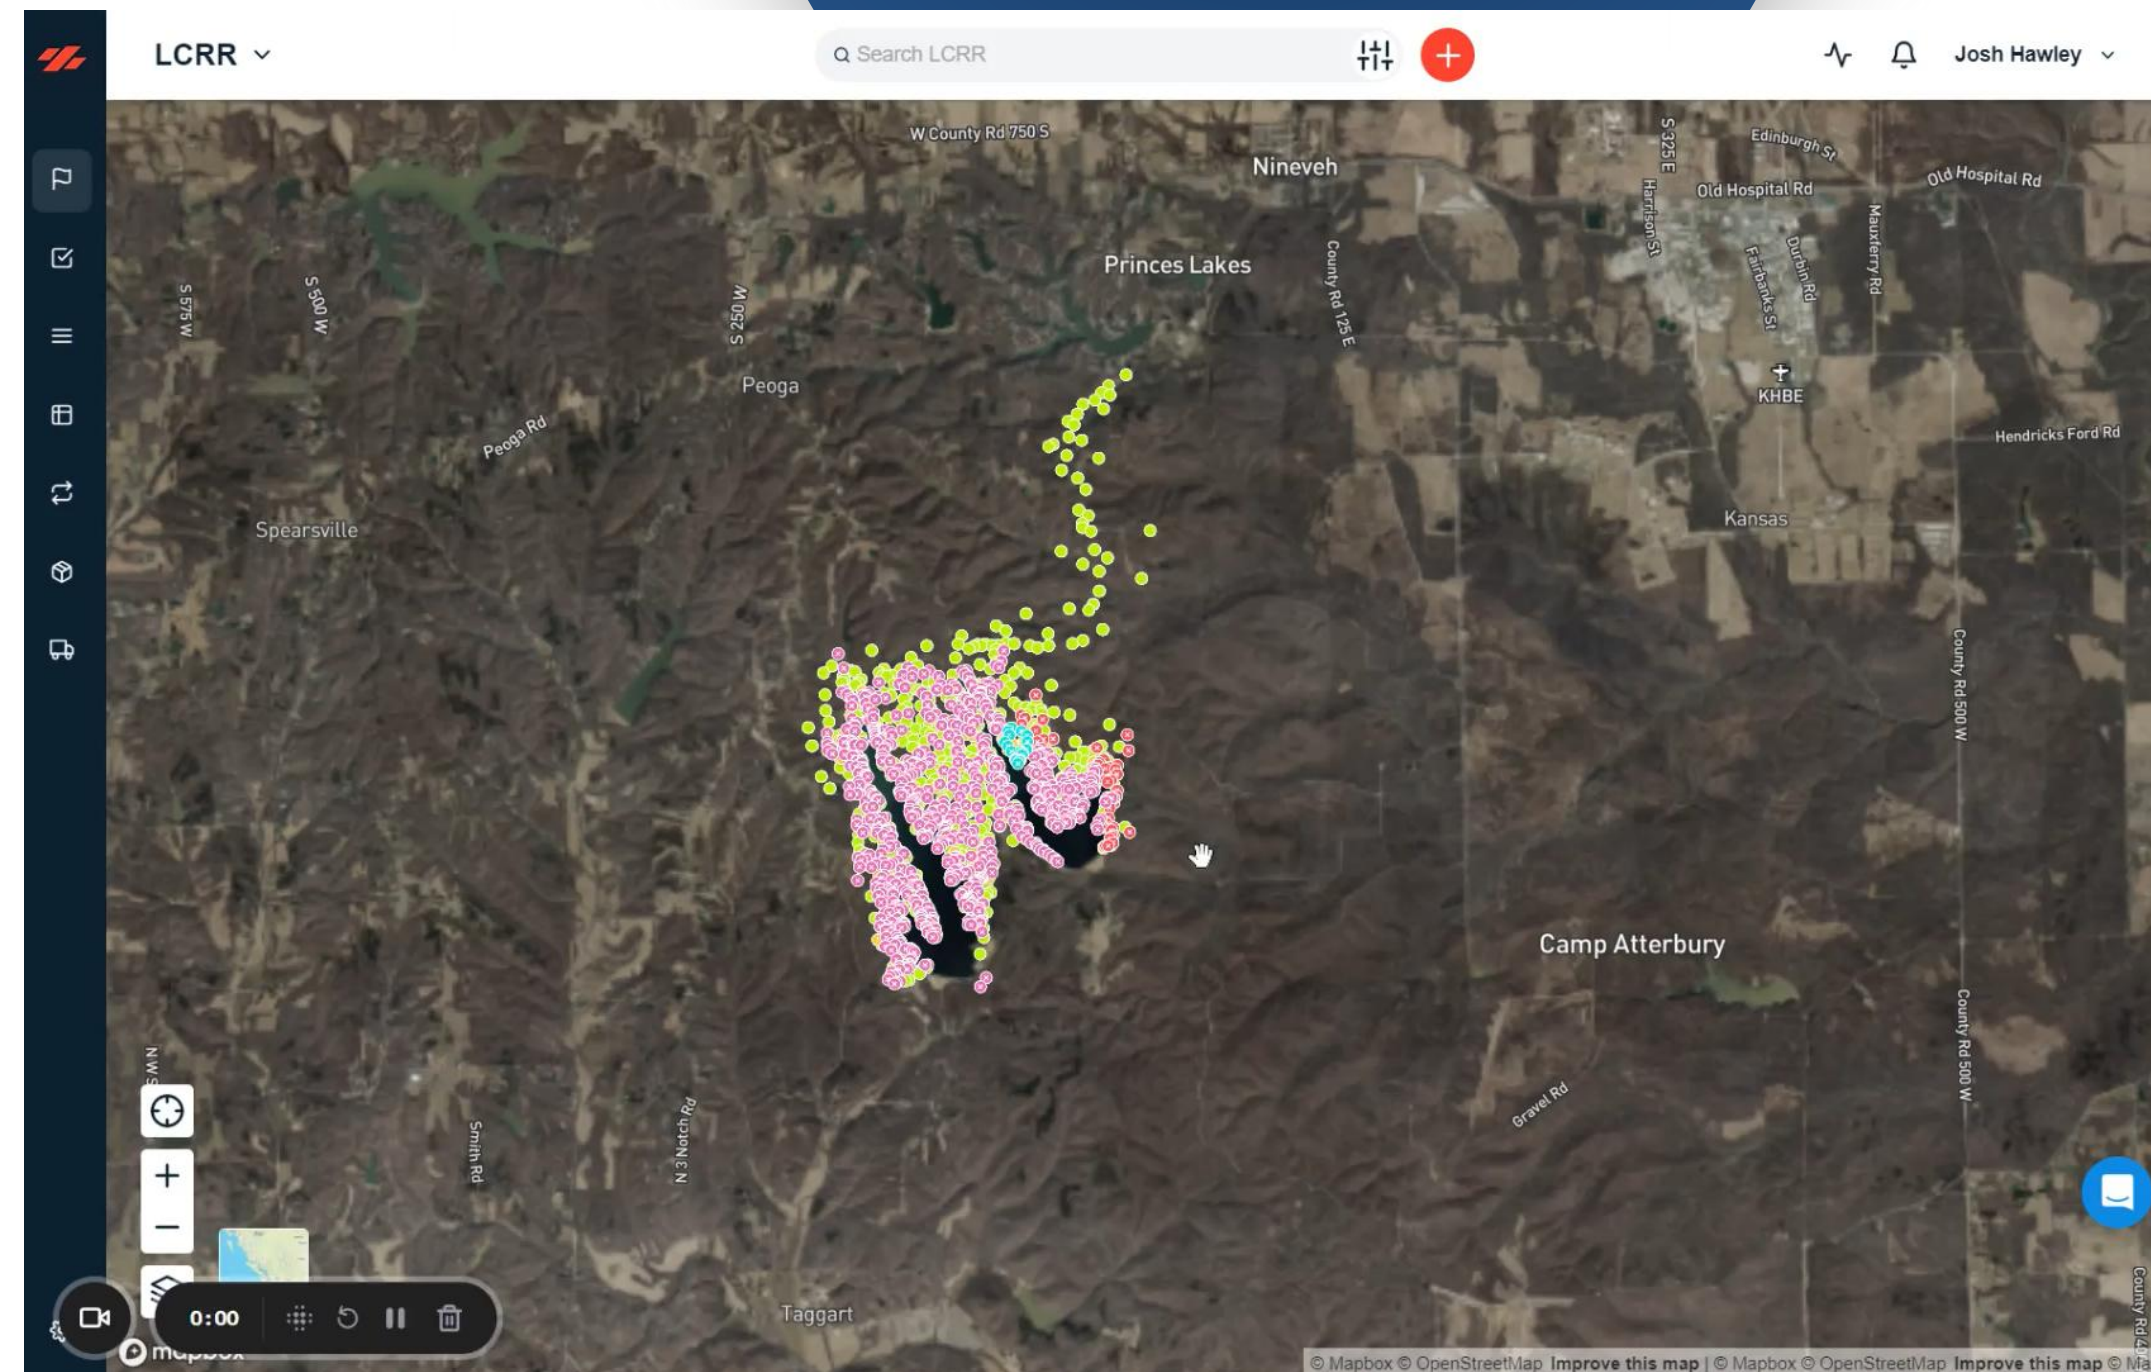 LCRR
Search LCRR
Josh Hawley
W County Rd 750 S
Nineveh
S 325 E
Edinburgh St
Old Hospital Rd
Old Hospital Rd
Harrison St
Mauxferry Rd
Durbin Rd
Fairbanks St
Princes Lakes
County Rd 125 E
S 575 W
S 500 W
S 250 W
Peoga
KHBE
Peoga Rd
Hendricks Ford Rd
Spearsville
Kansas
County Rd 500 W
Camp Atterbury
County Rd 500 W
Gravel Rd
Smith Rd
N 3 Notch Rd
0:00
Taggart
mapbox
© Mapbox © OpenStreetMap Improve this map | © Mapbox © OpenStreetMap Improve this map ©